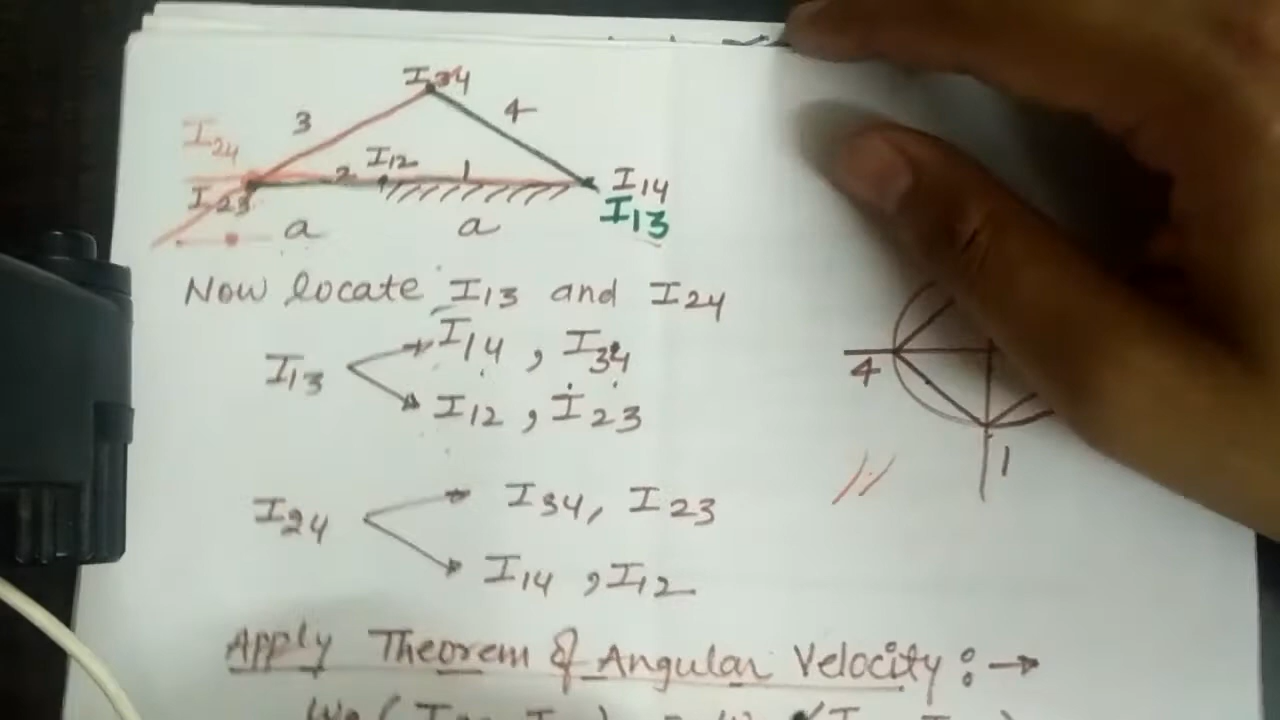 I34
3 4
I24
2 I12 1 I14
I23 I13
a a
Now locate I13 and I24
I13 I14 , I34
I12 , I23
4
1
I24 I34, I23
I14 , I12
Apply Theorem of Angular Velocity :→